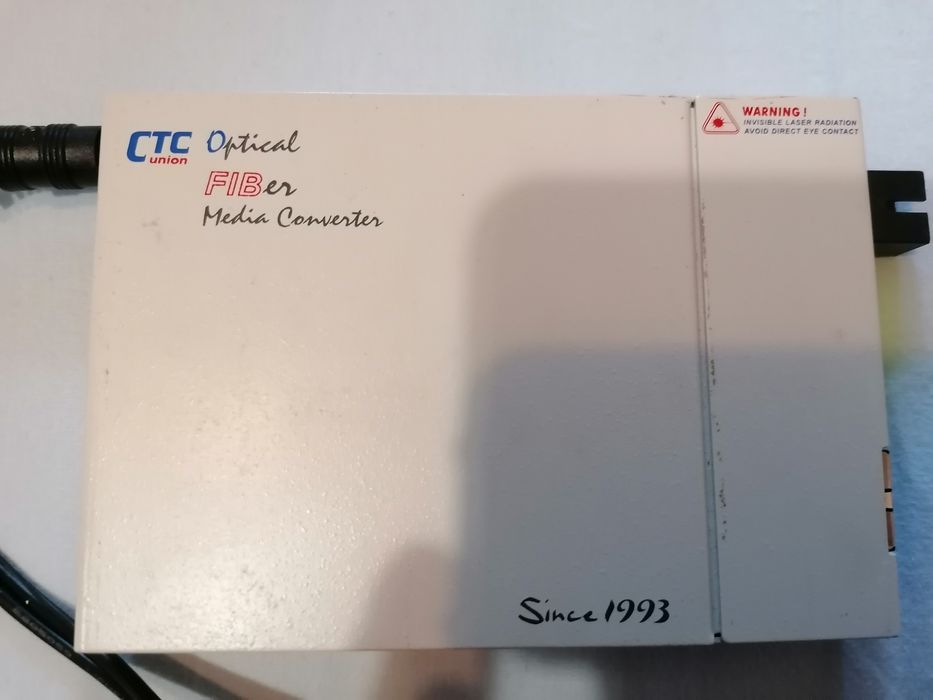 CTC
union
Optical
FIBer
Media Converter
WARNING !
INVISIBLE LASER RADIATION
AVOID DIRECT EYE CONTACT
Since 1993